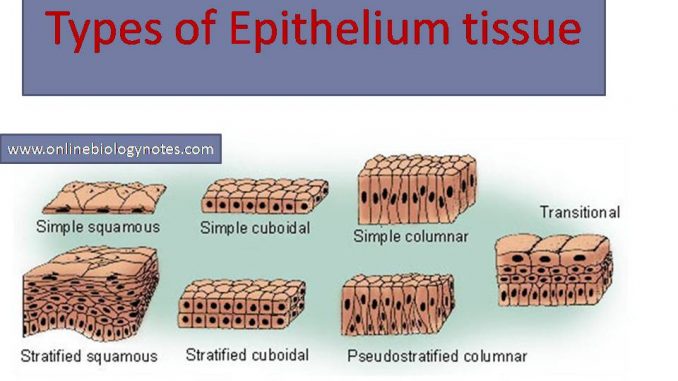 Types of Epithelium tissue
www.onlinebiologynotes.com
Simple squamous
Simple cuboidal
Simple columnar
Transitional
Stratified squamous
Stratified cuboidal
Pseudostratified columnar